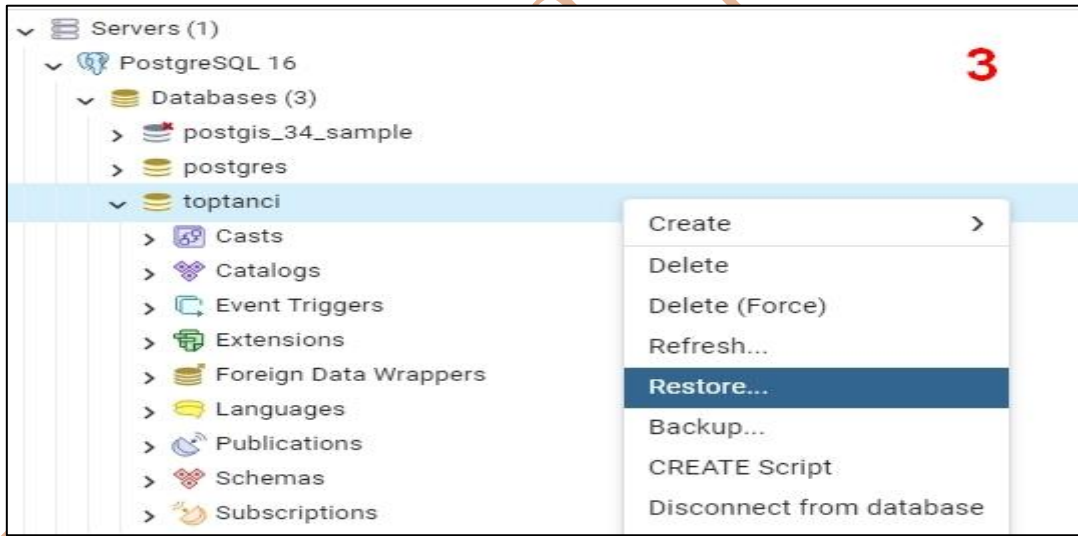 Servers (1)
PostgreSQL 16
3
Databases (3)
postgis_34_sample
postgres
toptanci
Casts
Catalogs
Event Triggers
Extensions
Foreign Data Wrappers
Languages
Publications
Schemas
Subscriptions
Create
Delete
Delete (Force)
Refresh...
Restore...
Backup...
CREATE Script
Disconnect from database